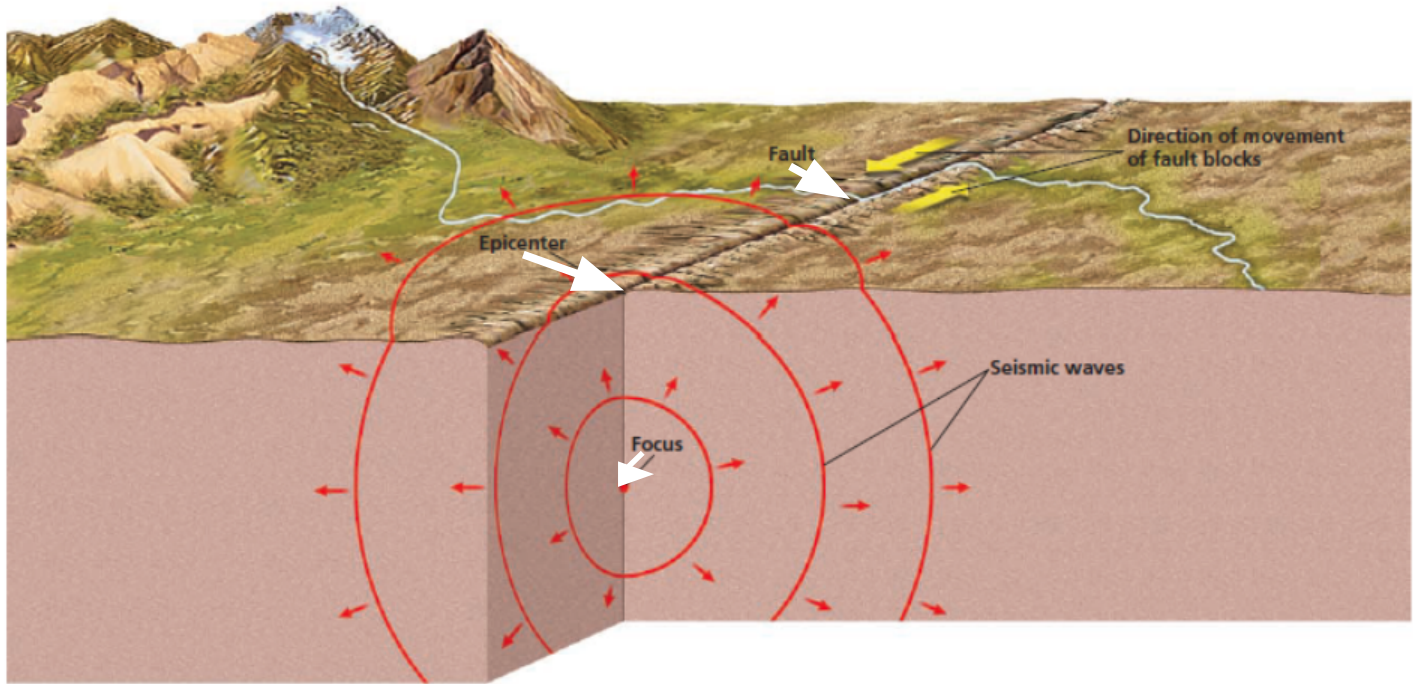 Direction of movement
of fault blocks
Fault
Epicenter
Seismic waves
Focus